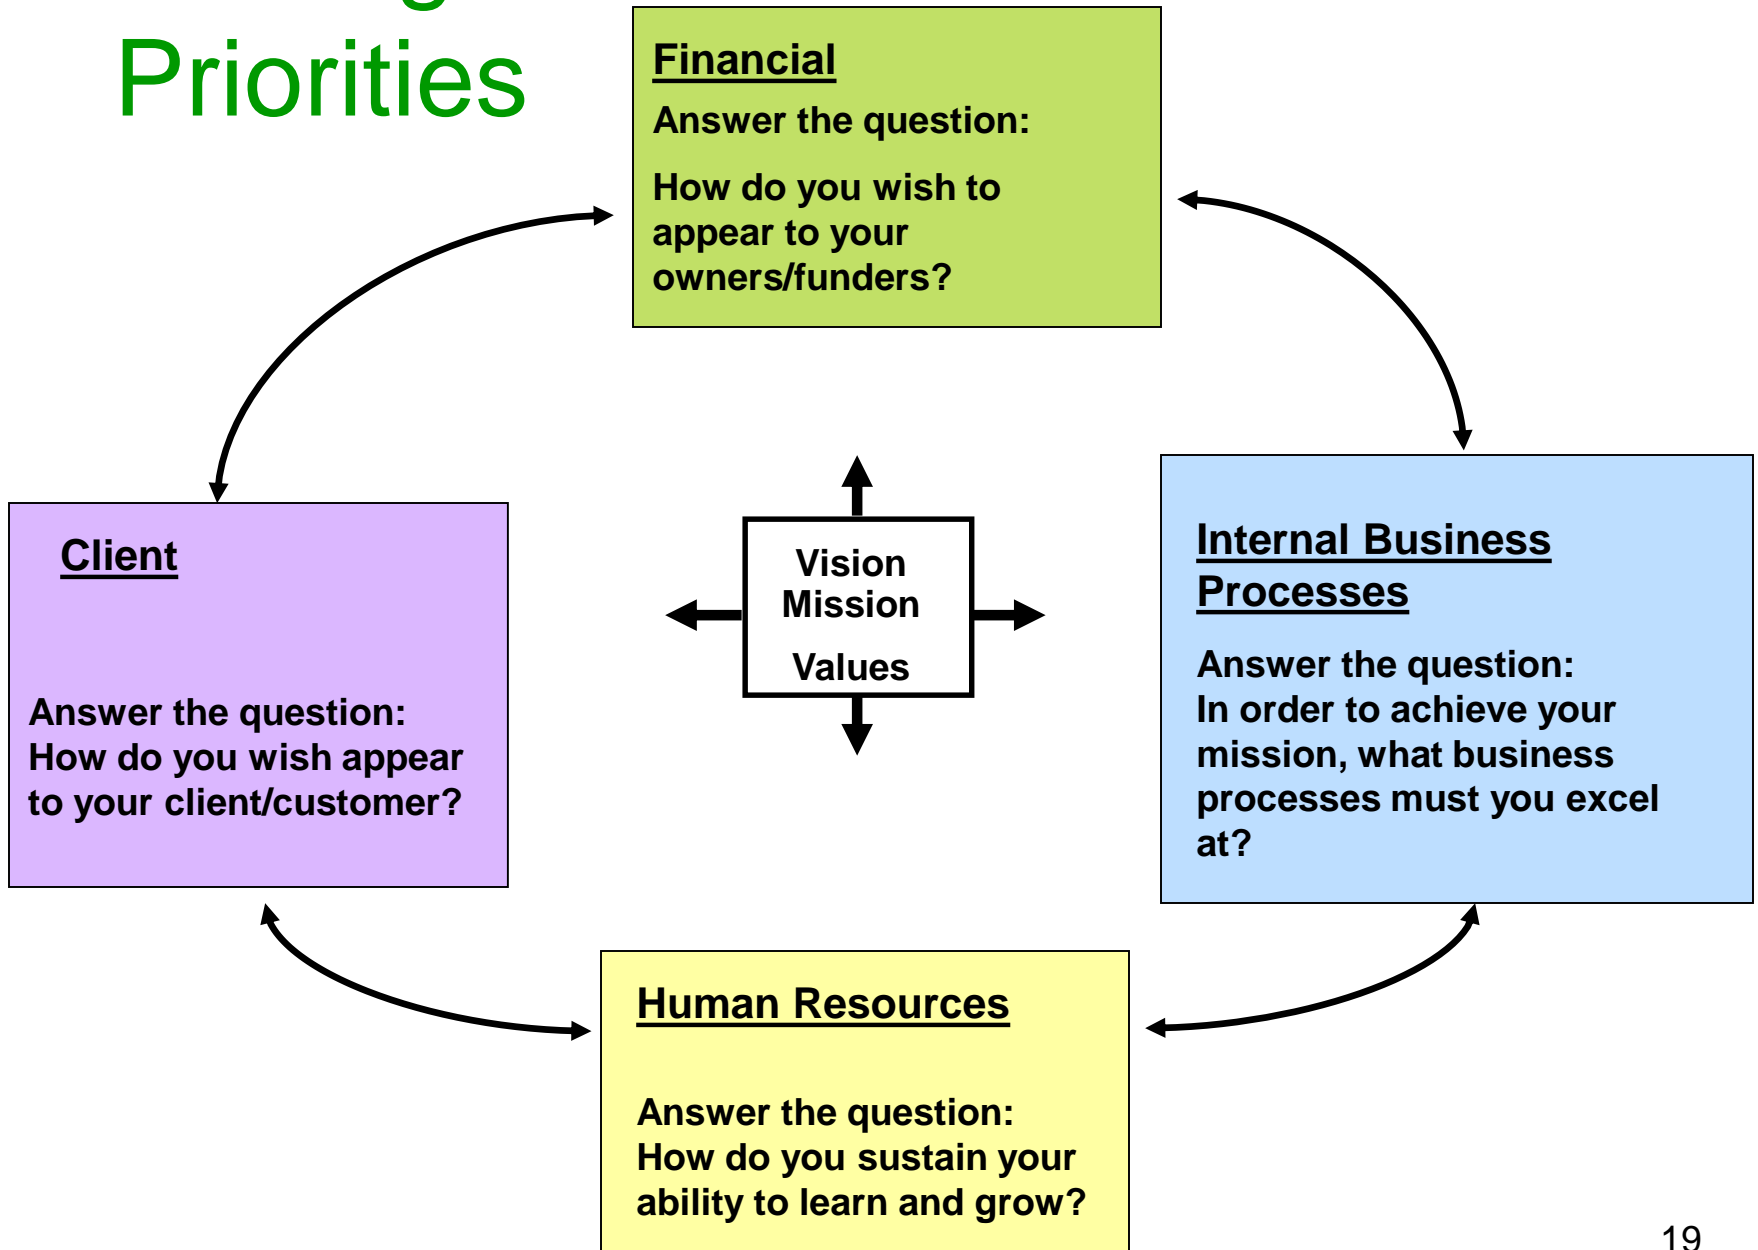 Priorities
Financial
Answer the question:
How do you wish to
appear to your
owners/funders?
Client
Answer the question:
How do you wish appear
to your client/customer?
Vision
Mission
Values
Internal Business
Processes
Answer the question:
In order to achieve your
mission, what business
processes must you excel
at?
Human Resources
Answer the question:
How do you sustain your
ability to learn and grow?
19